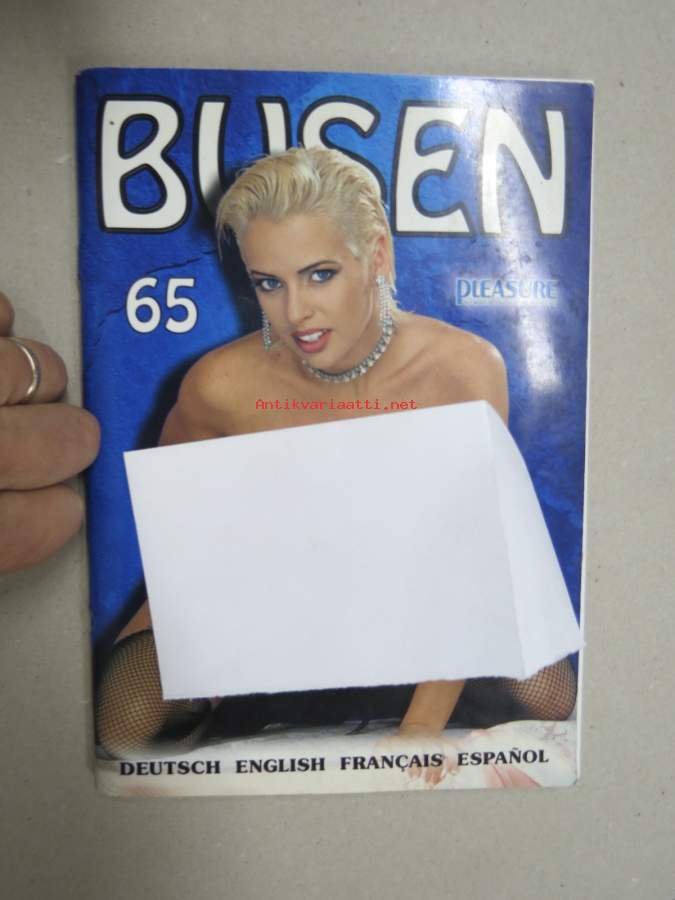 BUSEN
65
PLEASURE
Antikvariaatti.net
DEUTSCH ENGLISH FRANÇAIS ESPAÑOL